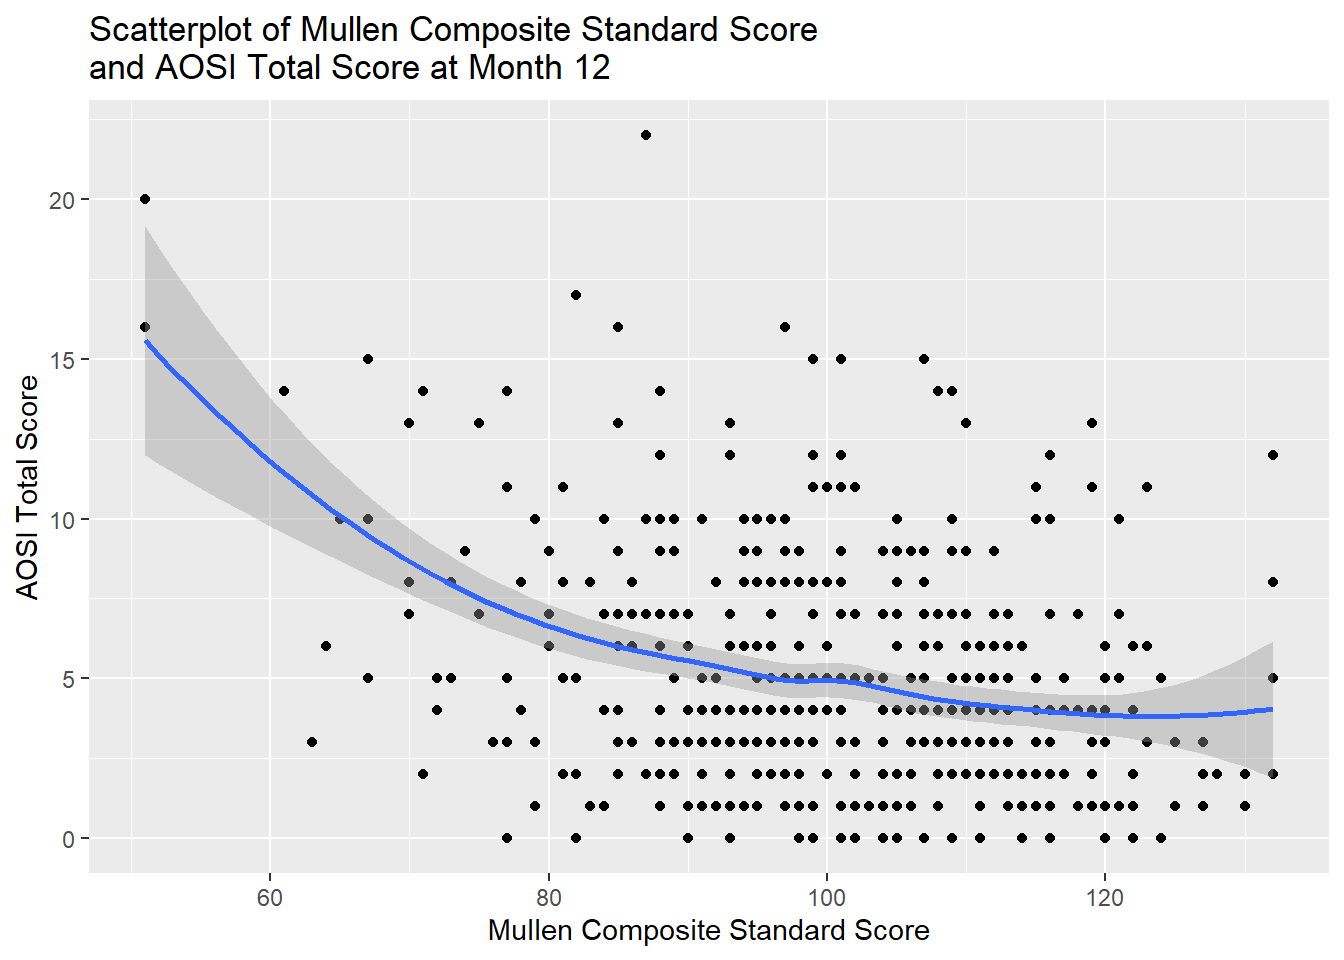 Scatterplot of Mullen Composite Standard Score
and AOSI Total Score at Month 12
20
15
10
5
0
AOSI Total Score
60 80 100 120
Mullen Composite Standard Score